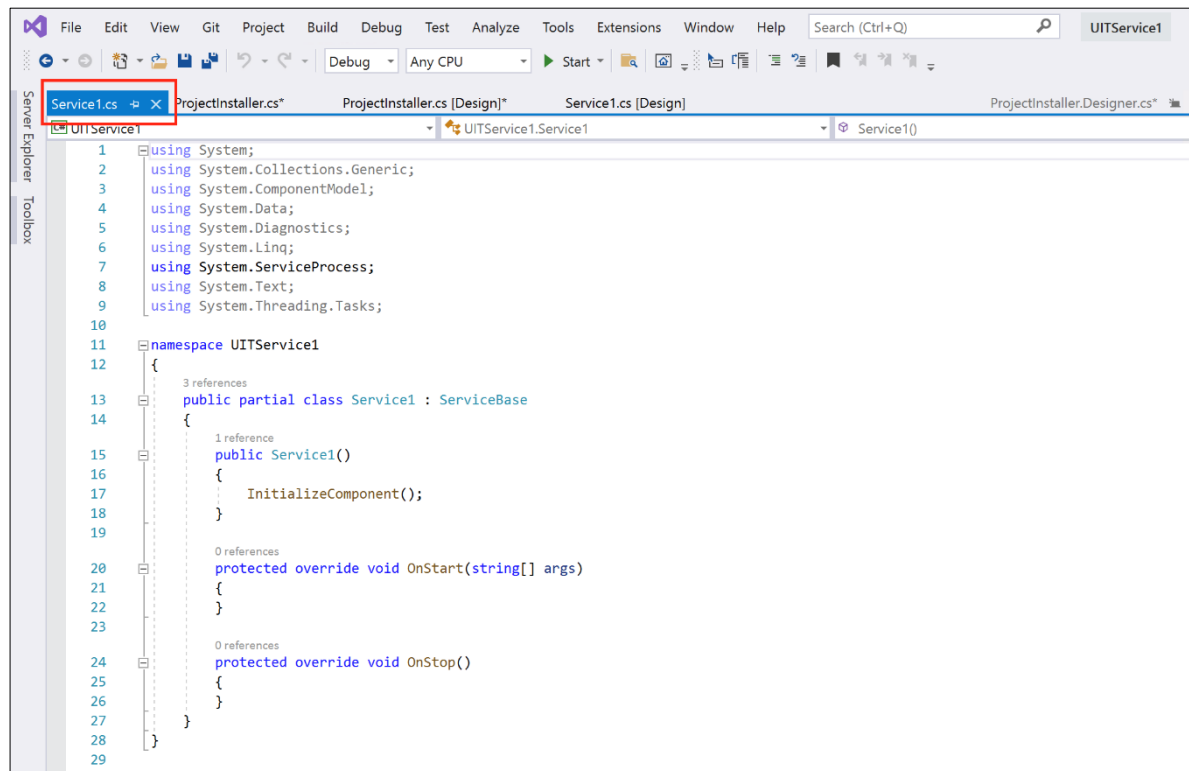 File Edit View Git Project Build Debug Test Analyze Tools Extensions Window Help Search (Ctrl+Q) UITService1
Debug Any CPU Start
Server Explorer
Toolbox
Service1.cs ProjectInstaller.cs* ProjectInstaller.cs [Design]* Service1.cs [Design] ProjectInstaller.Designer.cs*
C# UITService1 UITService1.Service1 Service1()
1 using System;
2 using System.Collections.Generic;
3 using System.ComponentModel;
4 using System.Data;
5 using System.Diagnostics;
6 using System.Linq;
7 using System.ServiceProcess;
8 using System.Text;
9 using System.Threading.Tasks;
10
11 namespace UITService1
12 {
3 references
13 public partial class Service1 : ServiceBase
14 {
1 reference
15 public Service1()
16 {
17 InitializeComponent();
18 }
19
0 references
20 protected override void OnStart(string[] args)
21 {
22 }
23
0 references
24 protected override void OnStop()
25 {
26 }
27 }
28 }
29